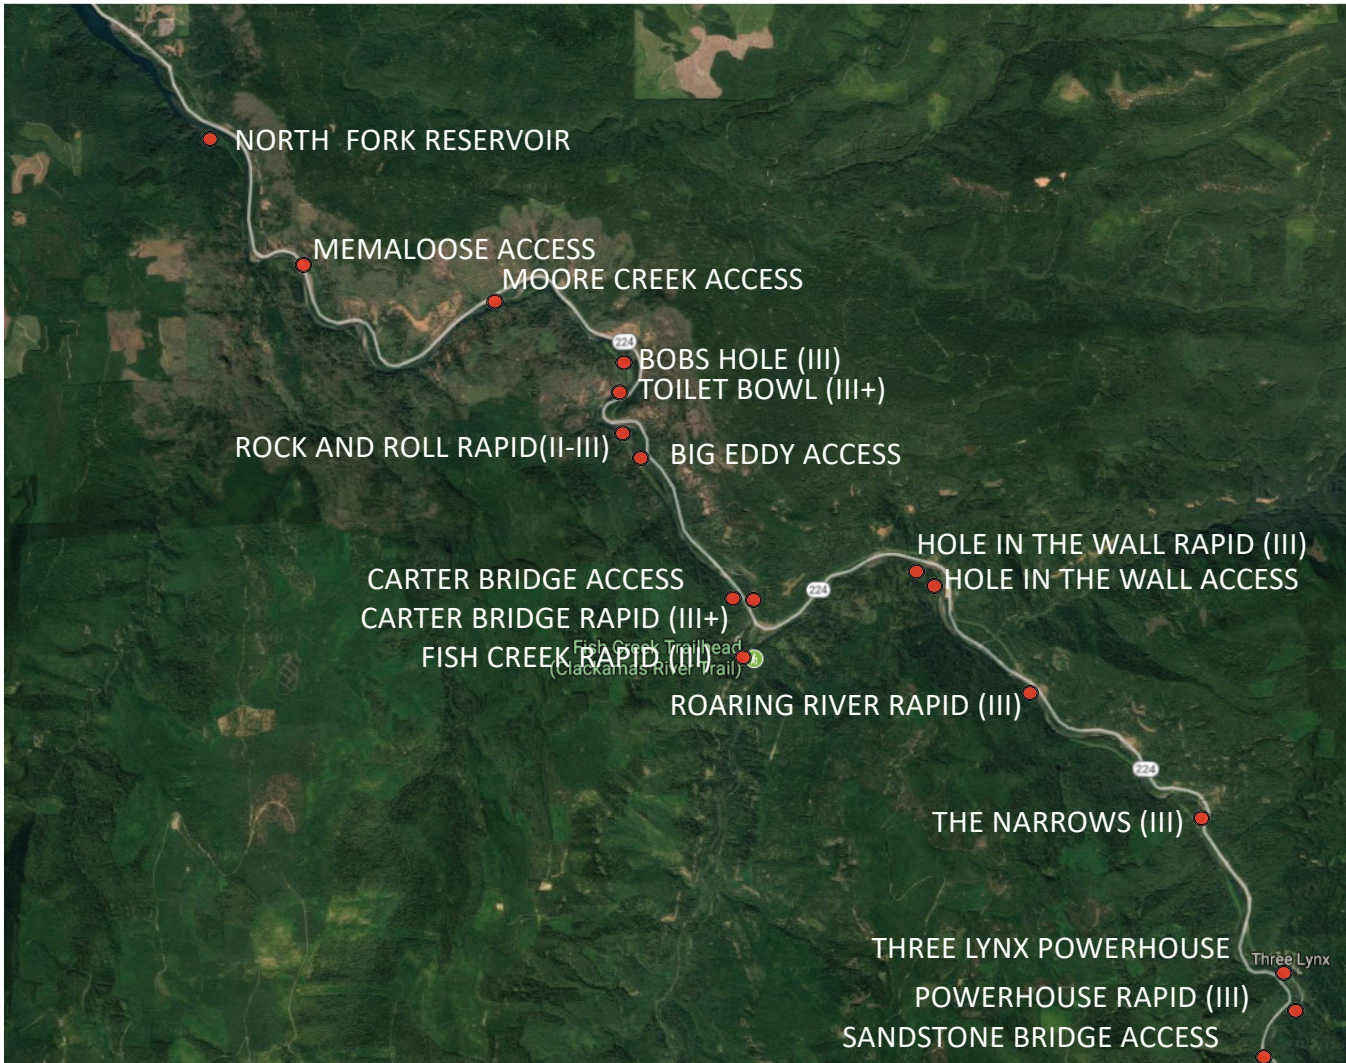 NORTH  FORK RESERVOIR
MEMALOOSE ACCESS
MOORE CREEK ACCESS
224
BOBS HOLE (III)
TOILET BOWL (III+)
ROCK AND ROLL RAPID(II-III)
BIG EDDY ACCESS
HOLE IN THE WALL RAPID (III)
HOLE IN THE WALL ACCESS
CARTER BRIDGE ACCESS
224
CARTER BRIDGE RAPID (III+)
Fish Creek Trailhead
(Clackamas River Trail)
FISH CREEK RAPID (III)
ROARING RIVER RAPID (III)
224
THE NARROWS (III)
THREE LYNX POWERHOUSE
Three Lynx
POWERHOUSE RAPID (III)
SANDSTONE BRIDGE ACCESS